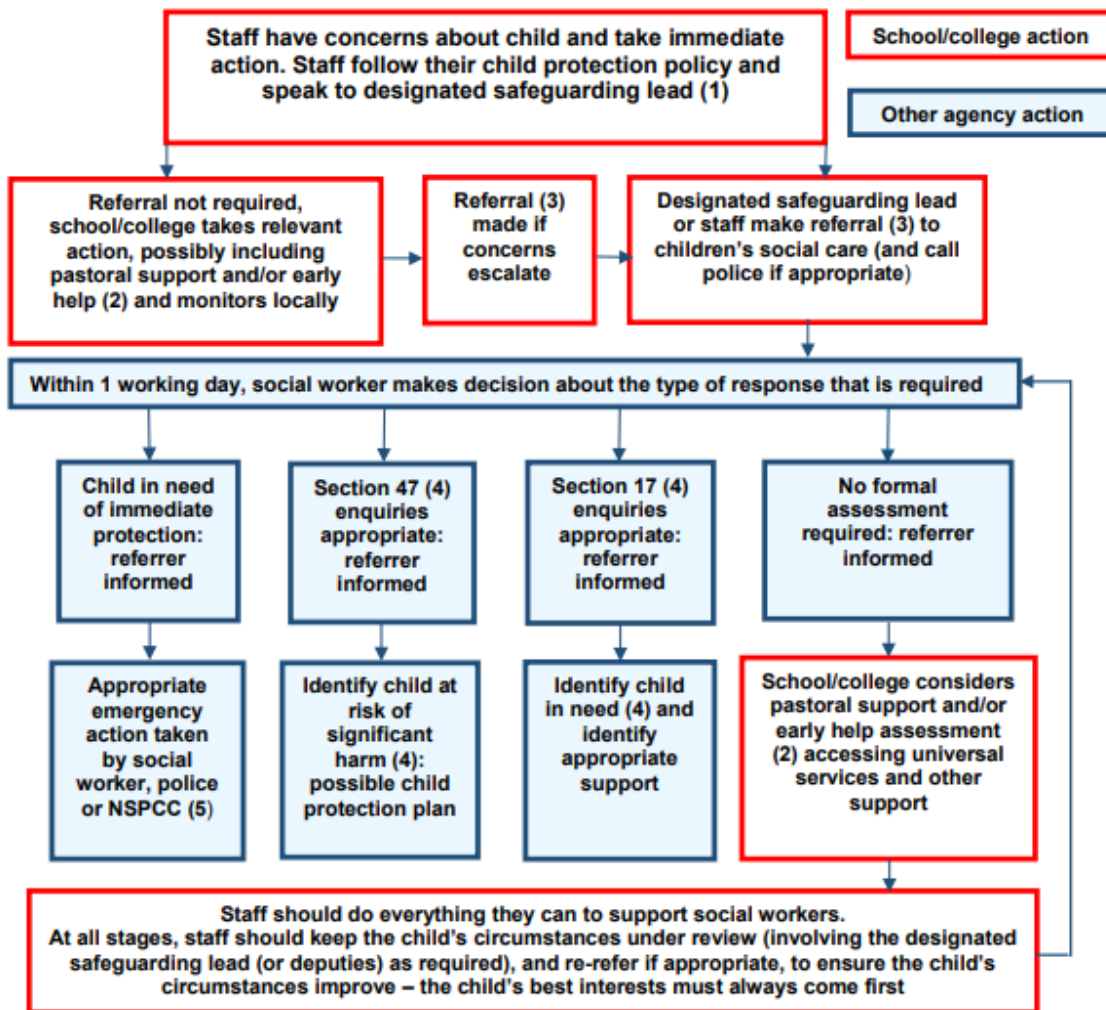 Staff have concerns about child and take immediate
action. Staff follow their child protection policy and
speak to designated safeguarding lead (1)
School/college action
Other agency action
Referral not required,
school/college takes relevant
action, possibly including
pastoral support and/or early
help (2) and monitors locally
Referral (3)
made if
concerns
escalate
Designated safeguarding lead
or staff make referral (3) to
children’s social care (and call
police if appropriate)
Within 1 working day, social worker makes decision about the type of response that is required
Child in need
of immediate
protection:
referrer
informed
Section 47 (4)
enquiries
appropriate:
referrer
informed
Section 17 (4)
enquiries
appropriate:
referrer
informed
No formal
assessment
required: referrer
informed
Appropriate
emergency
action taken
by social
worker, police
or NSPCC (5)
Identify child at
risk of
significant
harm (4):
possible child
protection plan
Identify child
in need (4) and
identify
appropriate
support
School/college considers
pastoral support and/or
early help assessment
(2) accessing universal
services and other
support
Staff should do everything they can to support social workers.
At all stages, staff should keep the child’s circumstances under review (involving the designated
safeguarding lead (or deputies) as required), and re-refer if appropriate, to ensure the child’s
circumstances improve – the child’s best interests must always come first